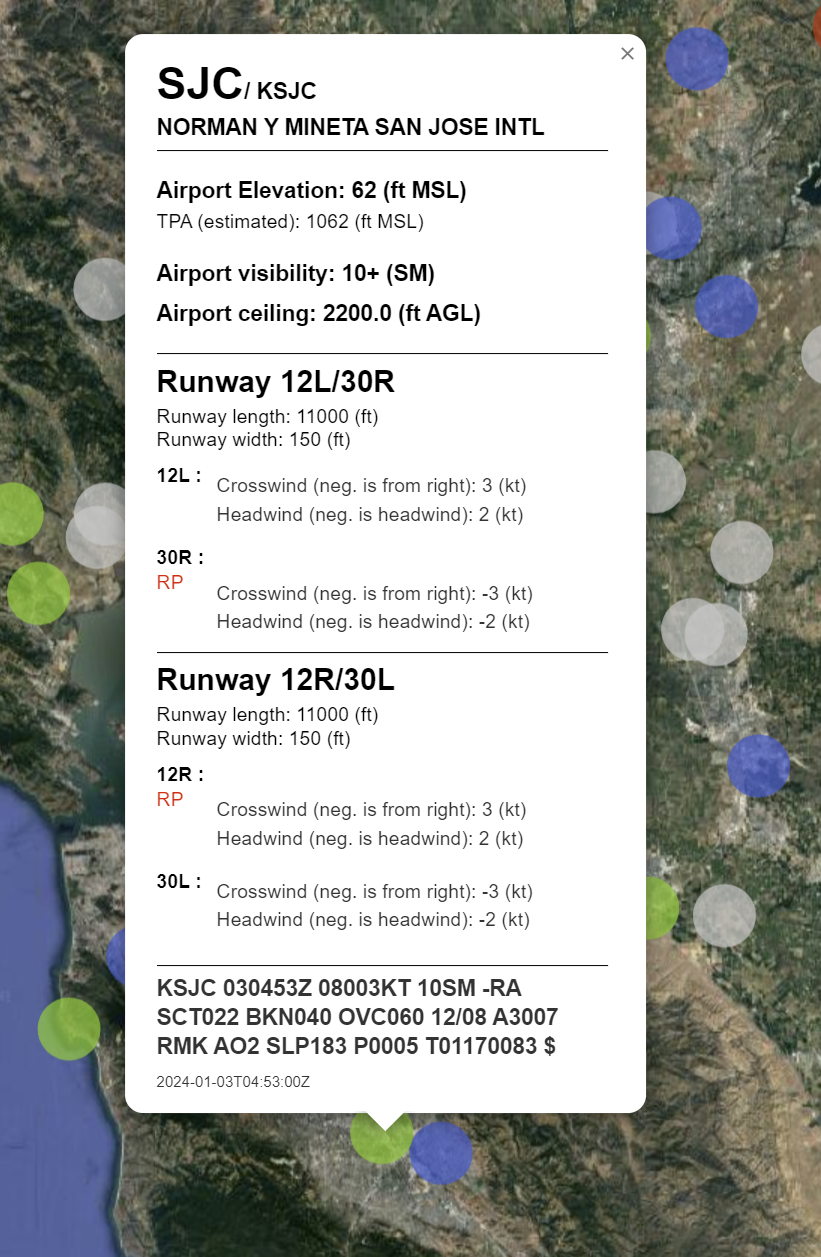 SJC/ KSJC
NORMAN Y MINETA SAN JOSE INTL
Airport Elevation: 62 (ft MSL)
TPA (estimated): 1062 (ft MSL)
Airport visibility: 10+ (SM)
Airport ceiling: 2200.0 (ft AGL)
Runway 12L/30R
Runway length: 11000 (ft)
Runway width: 150 (ft)
12L :
Crosswind (neg. is from right): 3 (kt)
Headwind (neg. is headwind): 2 (kt)
30R :
RP
Crosswind (neg. is from right): -3 (kt)
Headwind (neg. is headwind): -2 (kt)
Runway 12R/30L
Runway length: 11000 (ft)
Runway width: 150 (ft)
12R :
RP
Crosswind (neg. is from right): 3 (kt)
Headwind (neg. is headwind): 2 (kt)
30L :
Crosswind (neg. is from right): -3 (kt)
Headwind (neg. is headwind): -2 (kt)
KSJC 030453Z 08003KT 10SM -RA
SCT022 BKN040 OVC060 12/08 A3007
RMK AO2 SLP183 P0005 T01170083 $
2024-01-03T04:53:00Z